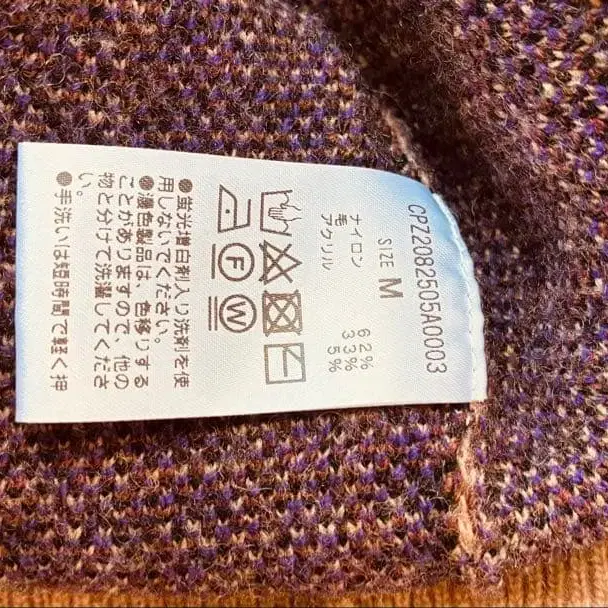 CPZ2082505A0003
SIZE M
ナイロン 62%
毛 33%
アクリル 5%
F W
●蛍光増白剤入り洗剤を使
用しないでください。
●濃色製品は、色移りする
ことがありますので、他の
物と分けて洗濯してくださ
い。
●手洗いは短時間で軽く押